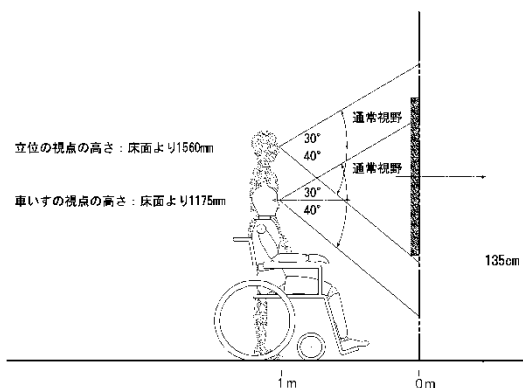 通常視野
30°
立位の視点の高さ：床面より1560mm
40°
通常視野
30°
車いすの視点の高さ：床面より1175mm
40°
135cm
1m
0m